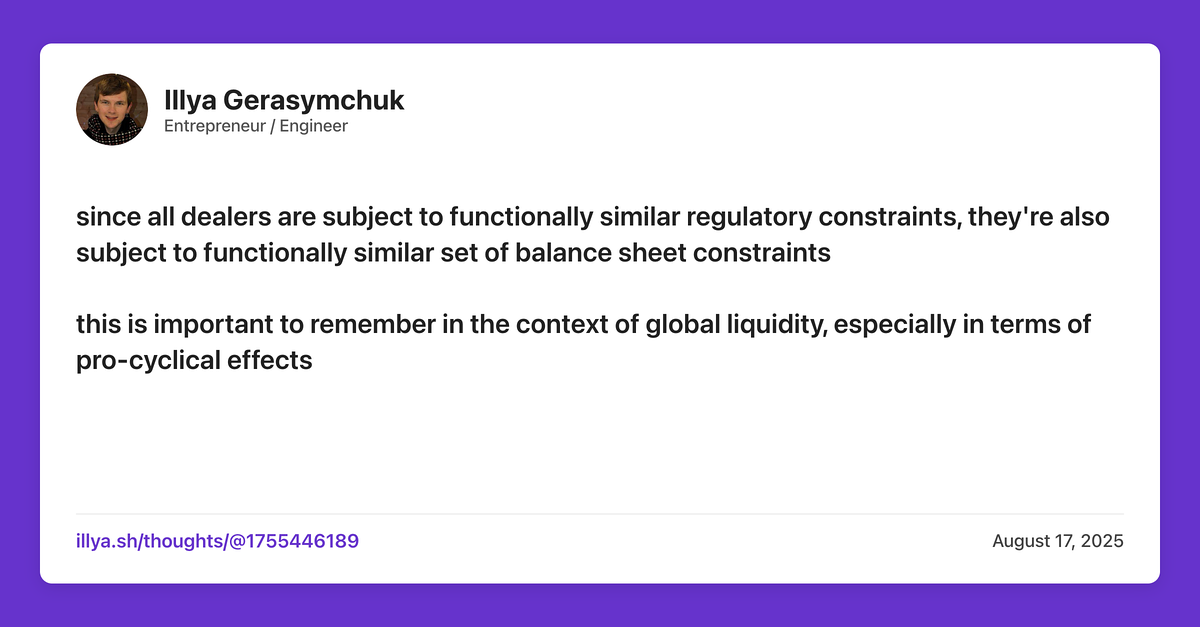 Illya Gerasymchuk
Entrepreneur / Engineer
since all dealers are subject to functionally similar regulatory constraints, they're also
subject to functionally similar set of balance sheet constraints
this is important to remember in the context of global liquidity, especially in terms of
pro-cyclical effects
illya.sh/thoughts/@1755446189
August 17, 2025